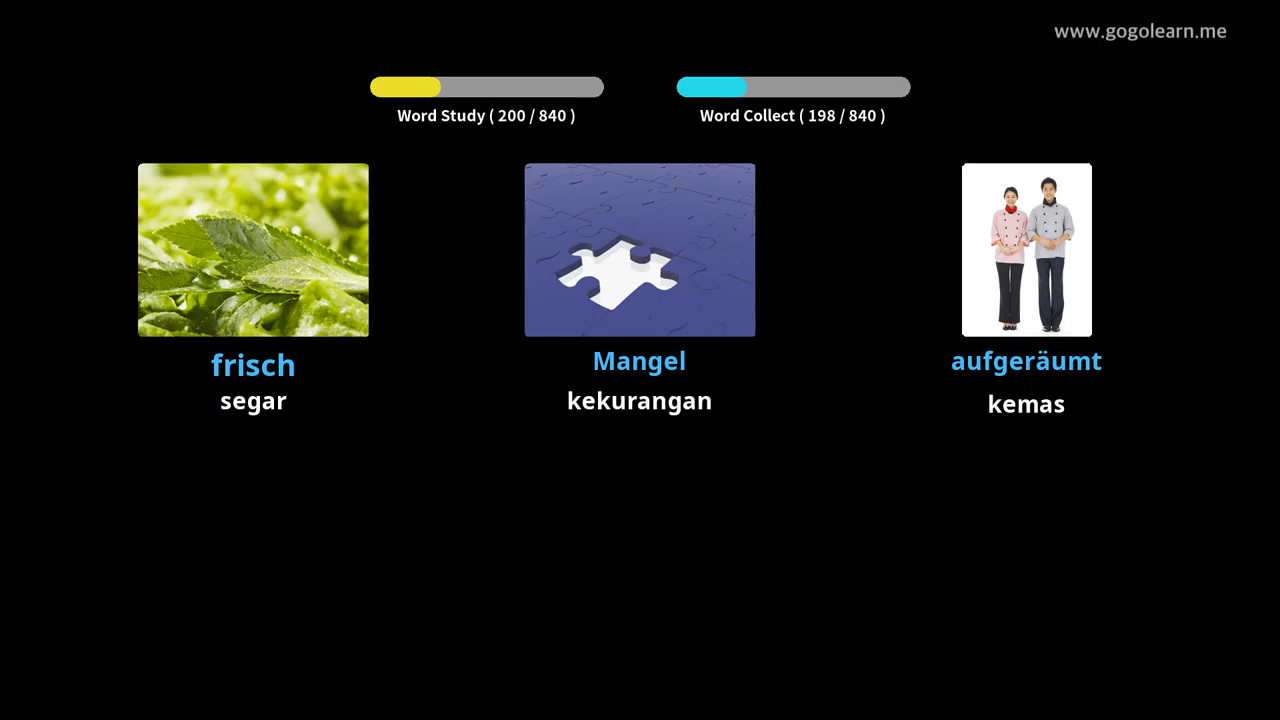 www.gogolearn.me
Word Study ( 200 / 840 )
Word Collect ( 198 / 840 )
frisch
segar
Mangel
kekurangan
aufgeräumt
kemas